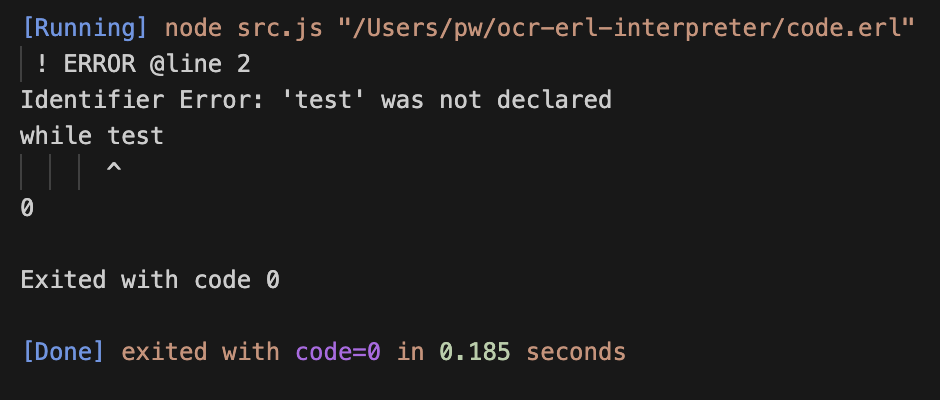 [Running] node src.js "/Users/pw/ocr-erl-interpreter/code.erl"
! ERROR @line 2
Identifier Error: 'test' was not declared
while test
^
0
Exited with code 0
[Done] exited with code=0 in 0.185 seconds